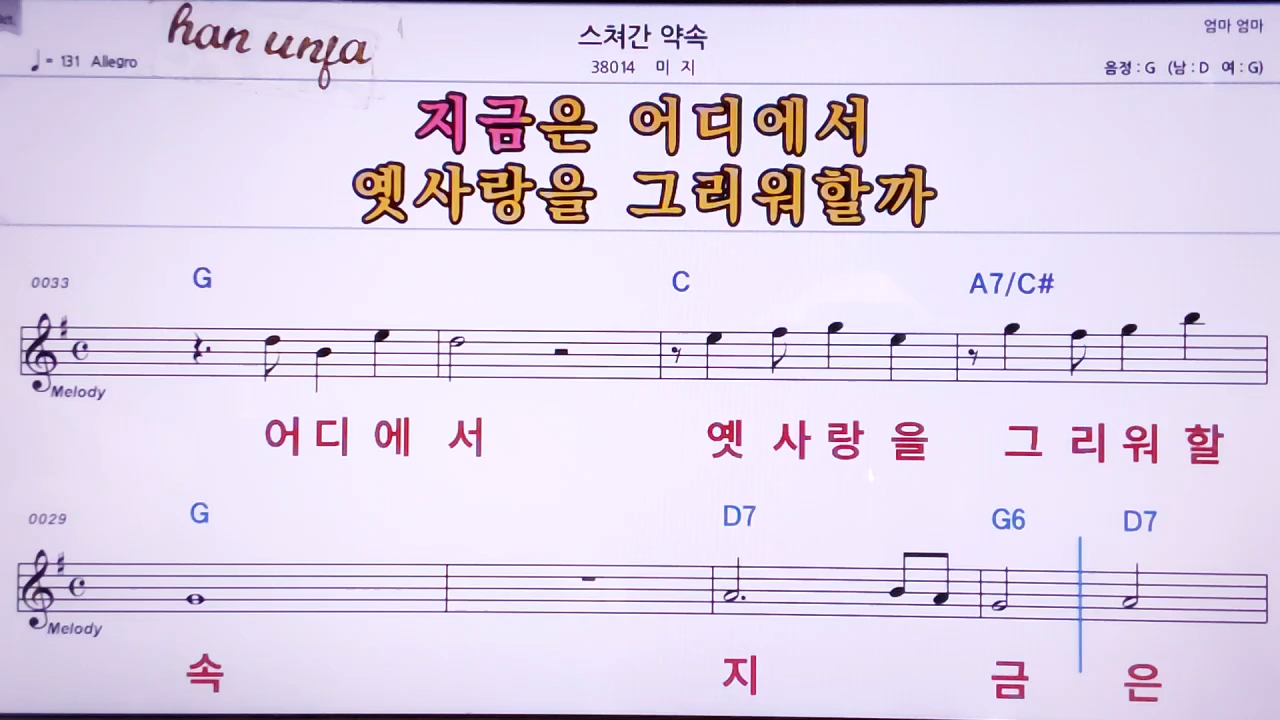 han unfa
스쳐간 약속
엄마 엄마
♩= 131 Allegro
38014 미 지
음정 : G (남 : D 여 : G)
지금은 어디에서
옛사랑을 그리워할까
0033 G C A7/C#
Melody
어 디 에 서 옛 사 랑 을 그 리 워 할
0029 G D7 G6 D7
Melody
속 지 금 은